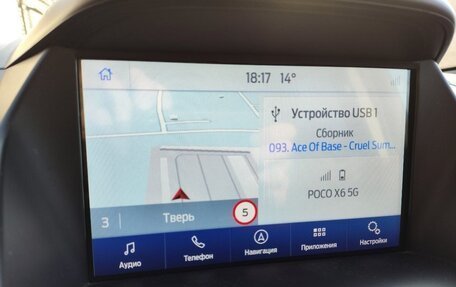 18:17 14°
Устройство USB 1
Сборник
093. Ace Of Base - Cruel Sum...
POCO X6 5G
3 Тверь 5
Аудио Телефон Навигация Приложения Настройки